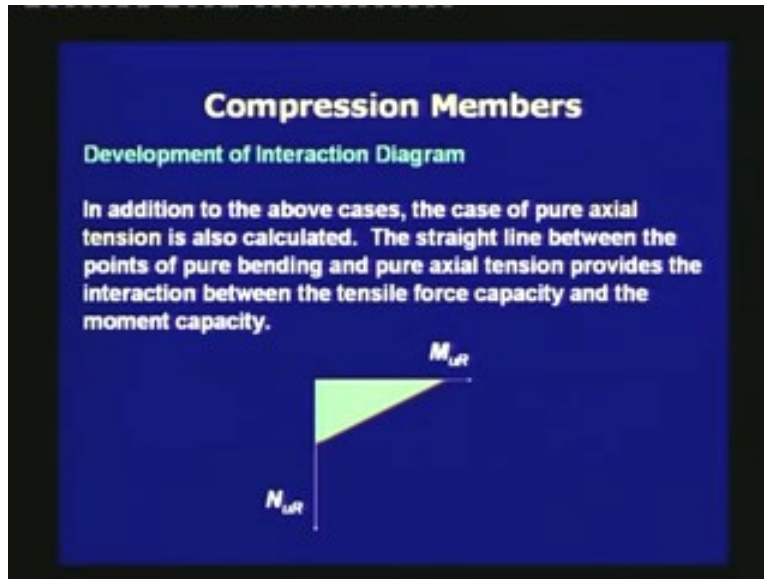 Compression Members
Development of Interaction Diagram
In addition to the above cases, the case of pure axial
tension is also calculated. The straight line between the
points of pure bending and pure axial tension provides the
interaction between the tensile force capacity and the
moment capacity.
MuR
NuR